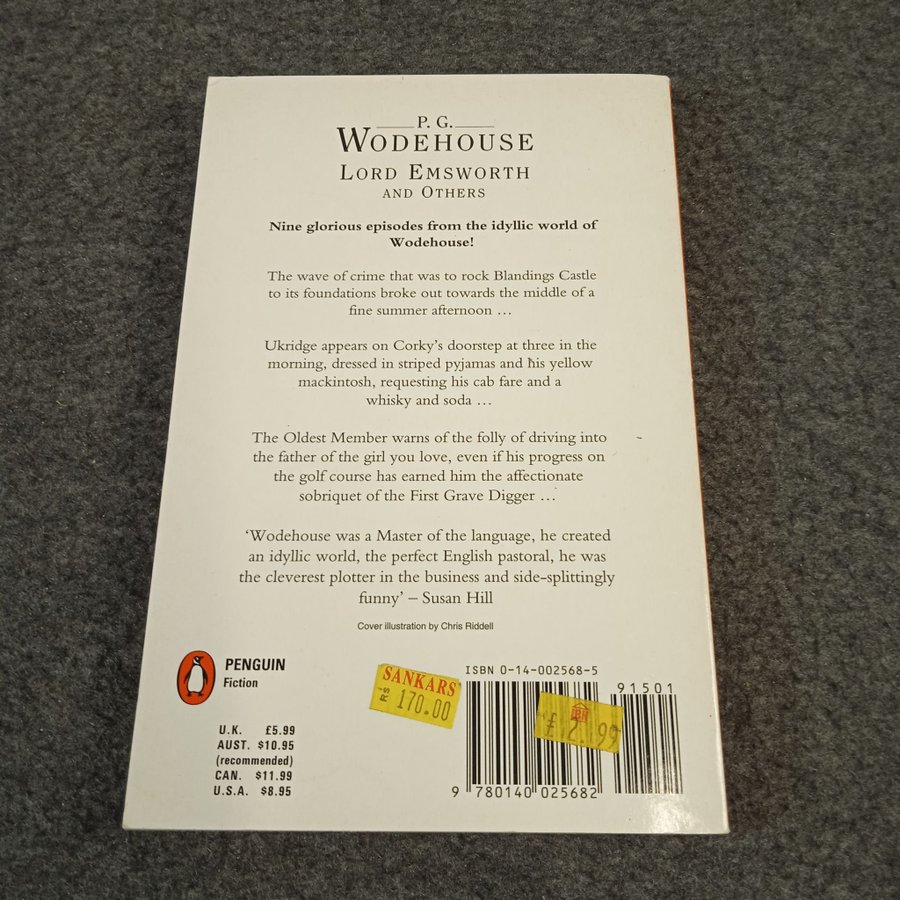 P. G.
WODEHOUSE
LORD EMSWORTH
AND OTHERS
Nine glorious episodes from the idyllic world of
Wodehouse!
The wave of crime that was to rock Blandings Castle
to its foundations broke out towards the middle of a
fine summer afternoon …
Ukridge appears on Corky's doorstep at three in the
morning, dressed in striped pyjamas and his yellow
mackintosh, requesting his cab fare and a
whisky and soda …
The Oldest Member warns of the folly of driving into
the father of the girl you love, even if his progress on
the golf course has earned him the affectionate
sobriquet of the First Grave Digger …
‘Wodehouse was a Master of the language, he created
an idyllic world, the perfect English pastoral, he was
the cleverest plotter in the business and side-splittingly
funny’ – Susan Hill
Cover illustration by Chris Riddell
PENGUIN
Fiction
U.K. £5.99
AUST. $10.95
(recommended)
CAN. $11.99
U.S.A. $8.95
SANKARS
RS 170.00
ISBN 0-14-002568-5
91501
£2.99
9 780140 025682